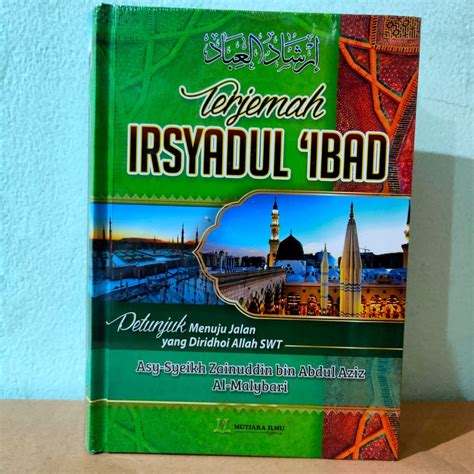 إرشاد العباد
Terjemah
IRSYADUL 'IBAD
Petunjuk Menuju Jalan
yang Diridhoi Allah SWT
Asy-Syeikh Zainuddin bin Abdul Aziz
Al-Malybari
MUTIARA ILMU